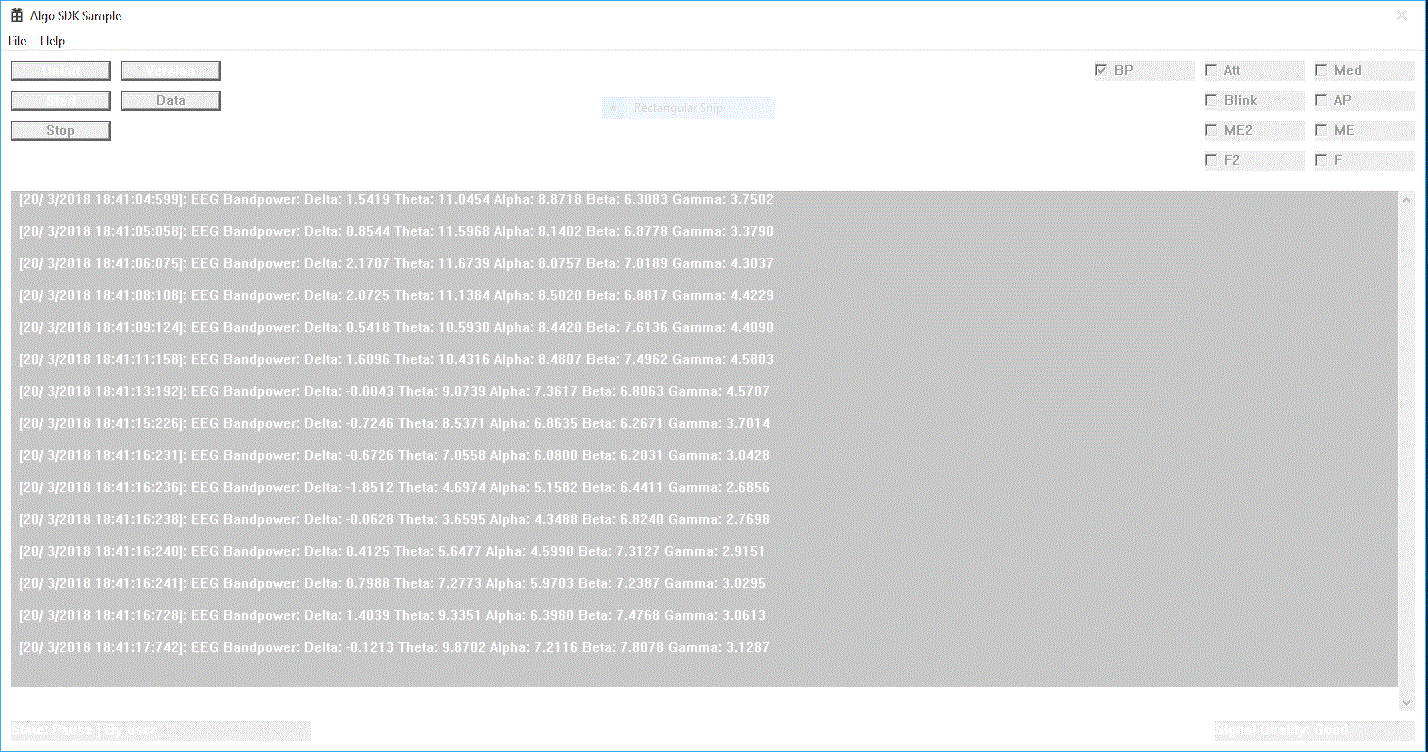 Algo SDK Sample
File Help
Version
BP Att Med
Start Data
Blink AP
Rectangular Snip
Stop
ME2 ME
F2 F
[20/ 3/2018 18:41:04:599]: EEG Bandpower: Delta: 1.5419 Theta: 11.0454 Alpha: 8.8718 Beta: 6.3083 Gamma: 3.7502
[20/ 3/2018 18:41:05:058]: EEG Bandpower: Delta: 0.8544 Theta: 11.5968 Alpha: 8.1402 Beta: 6.8778 Gamma: 3.3790
[20/ 3/2018 18:41:06:075]: EEG Bandpower: Delta: 2.1707 Theta: 11.6739 Alpha: 8.0757 Beta: 7.0189 Gamma: 4.3037
[20/ 3/2018 18:41:08:108]: EEG Bandpower: Delta: 2.0725 Theta: 11.1384 Alpha: 8.5020 Beta: 6.8817 Gamma: 4.4229
[20/ 3/2018 18:41:09:124]: EEG Bandpower: Delta: 0.5418 Theta: 10.5930 Alpha: 8.4420 Beta: 7.6136 Gamma: 4.4090
[20/ 3/2018 18:41:11:158]: EEG Bandpower: Delta: 1.6096 Theta: 10.4316 Alpha: 8.4807 Beta: 7.4962 Gamma: 4.5803
[20/ 3/2018 18:41:13:192]: EEG Bandpower: Delta: -0.0043 Theta: 9.0739 Alpha: 7.3617 Beta: 6.8063 Gamma: 4.5707
[20/ 3/2018 18:41:15:226]: EEG Bandpower: Delta: -0.7246 Theta: 8.5371 Alpha: 6.8635 Beta: 6.2671 Gamma: 3.7014
[20/ 3/2018 18:41:16:231]: EEG Bandpower: Delta: -0.6726 Theta: 7.0558 Alpha: 6.0800 Beta: 6.2031 Gamma: 3.0428
[20/ 3/2018 18:41:16:236]: EEG Bandpower: Delta: -1.8512 Theta: 4.6974 Alpha: 5.1582 Beta: 6.4411 Gamma: 2.6856
[20/ 3/2018 18:41:16:238]: EEG Bandpower: Delta: -0.0628 Theta: 3.6595 Alpha: 4.3488 Beta: 6.8240 Gamma: 2.7698
[20/ 3/2018 18:41:16:240]: EEG Bandpower: Delta: 0.4125 Theta: 5.6477 Alpha: 4.5990 Beta: 7.3127 Gamma: 2.9151
[20/ 3/2018 18:41:16:241]: EEG Bandpower: Delta: 0.7988 Theta: 7.2773 Alpha: 5.9703 Beta: 7.2387 Gamma: 3.0295
[20/ 3/2018 18:41:16:728]: EEG Bandpower: Delta: 1.4039 Theta: 9.3351 Alpha: 6.3980 Beta: 7.4768 Gamma: 3.0613
[20/ 3/2018 18:41:17:742]: EEG Bandpower: Delta: -0.1213 Theta: 9.8702 Alpha: 7.2116 Beta: 7.8078 Gamma: 3.1287
State: Pause | By user
Signal Quality: Good